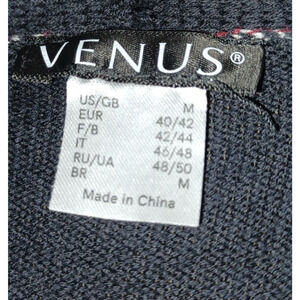 VENUS®
US/GB M
EUR 40/42
F/B 42/44
IT 46/48
RU/UA 48/50
BR M
Made in China